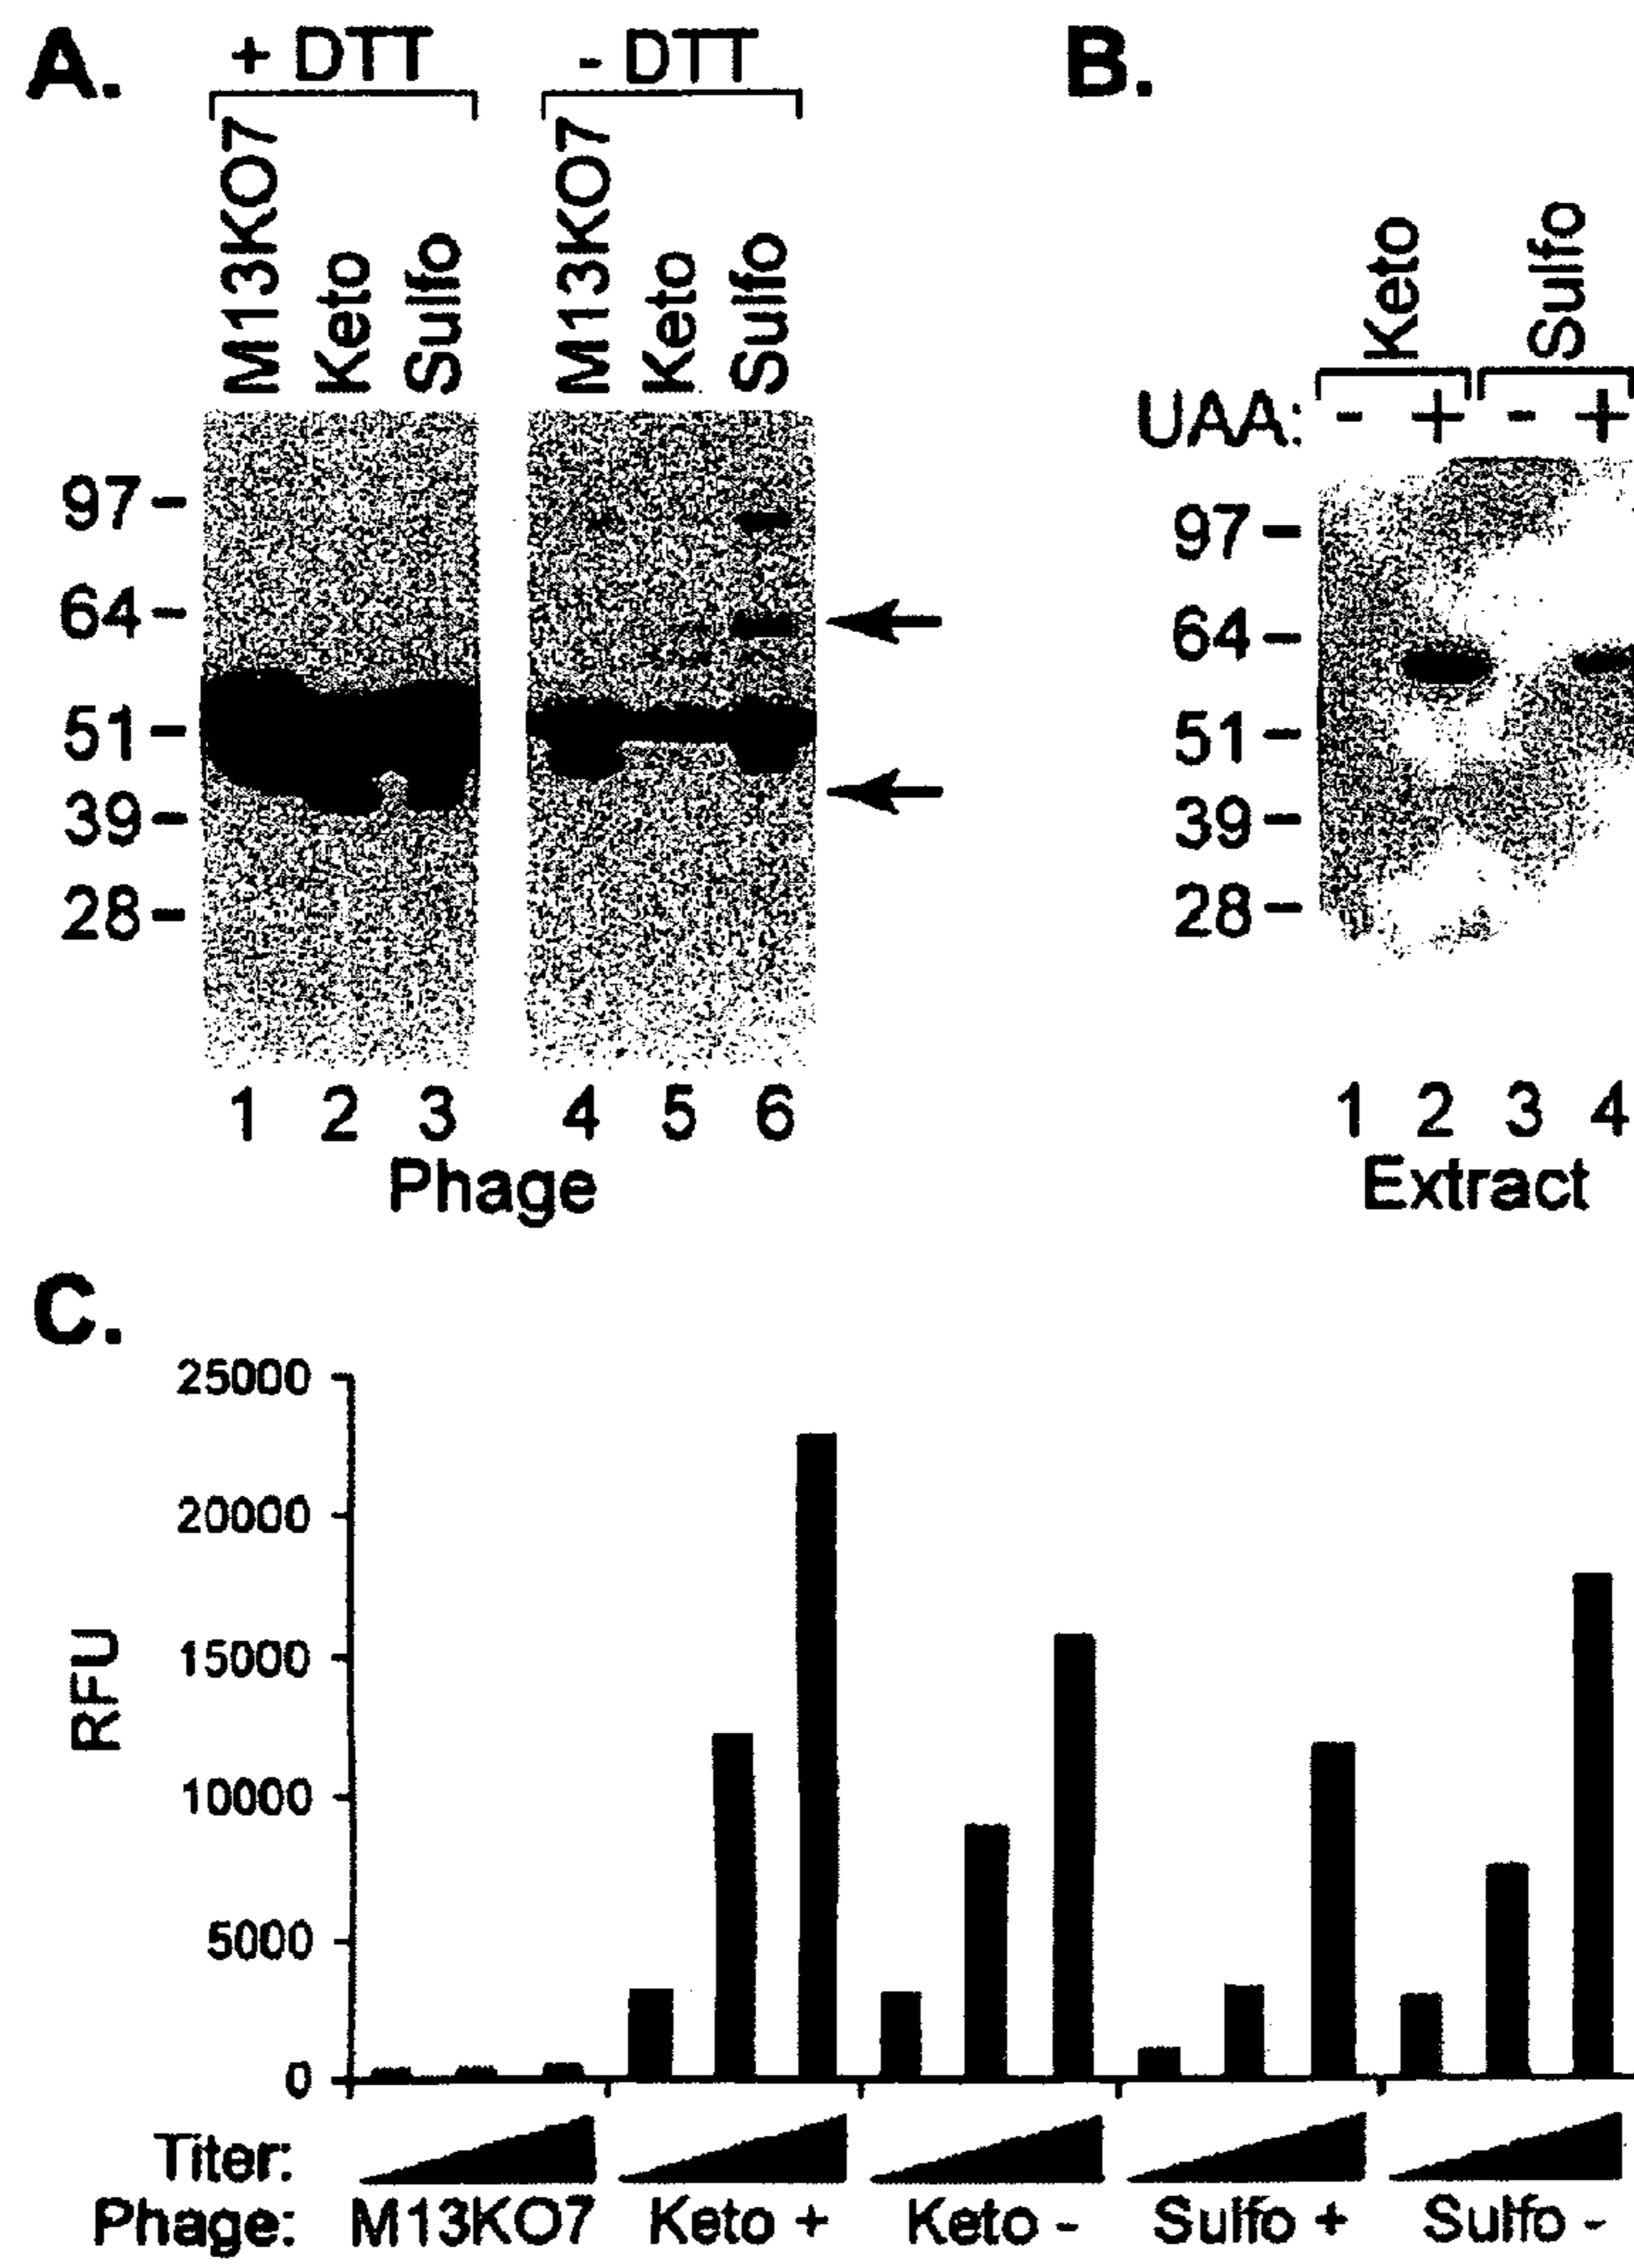 A.
+ DTT - DTT
M13KO7 Keto Sulfo M13KO7 Keto Sulfo
97
64
51
39
28
1 2 3 4 5 6
Phage
B.
Keto Sulfo
UAA: - + - +
97
64
51
39
28
1 2 3 4
Extract
C.
RFU
25000
20000
15000
10000
5000
0
Titer:
Phage: M13KO7 Keto + Keto - Sulfo + Sulfo -